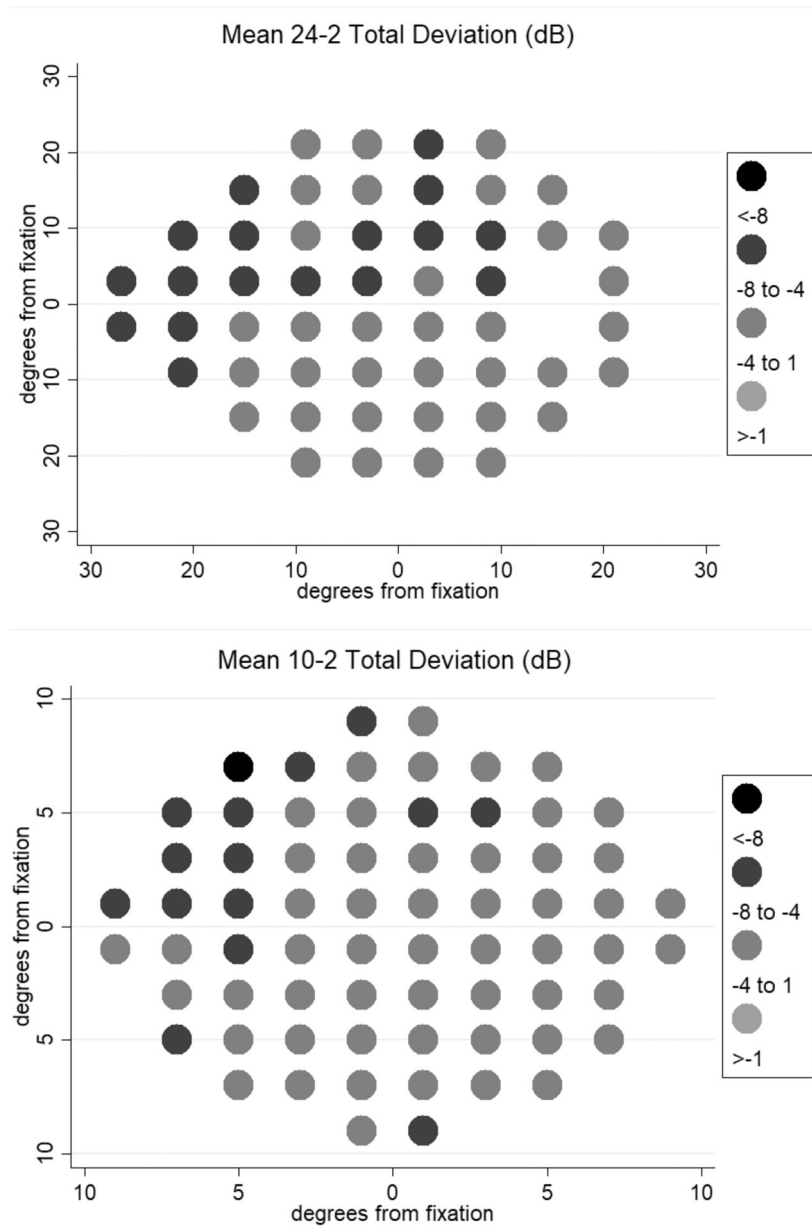 Mean 24-2 Total Deviation (dB)
degrees from fixation
30
20
10
0
10
20
30
30
20
10
0
10
20
30
degrees from fixation
<-8
-8 to -4
-4 to 1
>-1
Mean 10-2 Total Deviation (dB)
degrees from fixation
10
5
0
5
10
10
5
0
5
10
degrees from fixation
<-8
-8 to -4
-4 to 1
>-1